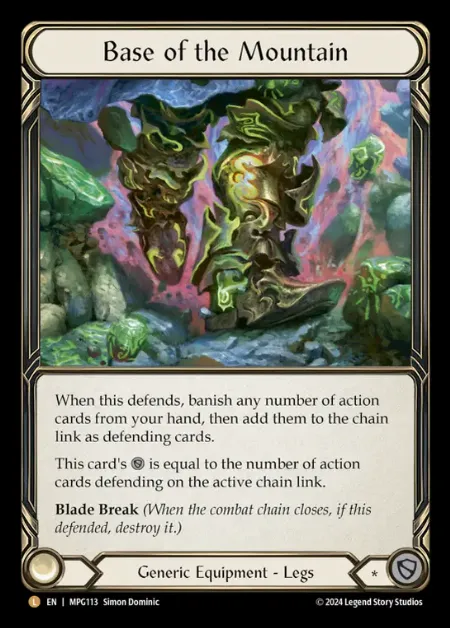 Base of the Mountain
When this defends, banish any number of action
cards from your hand, then add them to the chain
link as defending cards.
This card's is equal to the number of action
cards defending on the active chain link.
Blade Break (When the combat chain closes, if this
defended, destroy it.)
Generic Equipment - Legs
*
L EN | MPG113 Simon Dominic
© 2024 Legend Story Studios